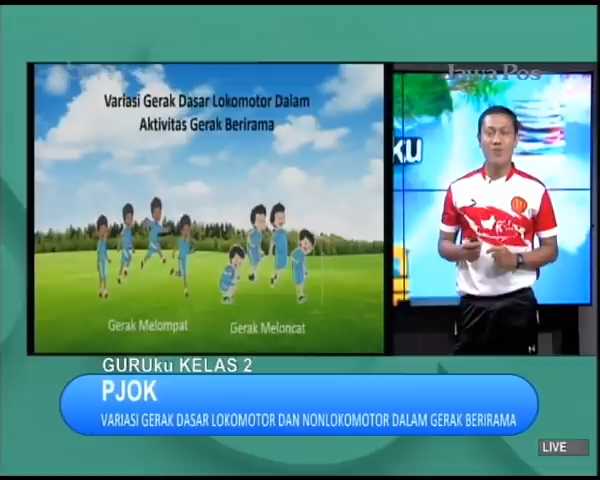 Jawa Pos
Variasi Gerak Dasar Lokomotor Dalam
Aktivitas Gerak Berirama
ku
Gerak Melompat
Gerak Meloncat
GURUku KELAS 2
PJOK
VARIASI GERAK DASAR LOKOMOTOR DAN NONLOKOMOTOR DALAM GERAK BERIRAMA
LIVE